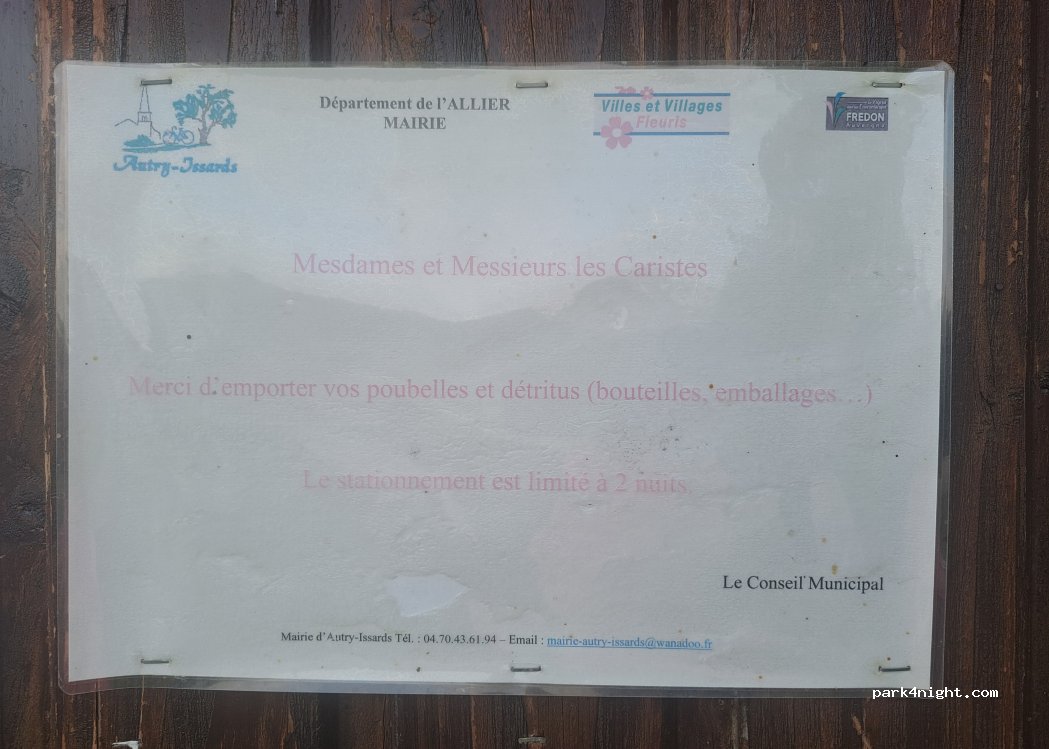 Département de l'ALLIER
MAIRIE
Autry-Issards
Villes et Villages
Fleuris
FREDON
Auvergne
Mesdames et Messieurs les Caristes
Merci d'emporter vos poubelles et détritus (bouteilles, emballages…)
Le stationnement est limité à 2 nuits.
Le Conseil Municipal
Mairie d'Autry-Issards Tél. : 04.70.43.61.94 – Email : mairie-autry-issards@wanadoo.fr
park4night.com